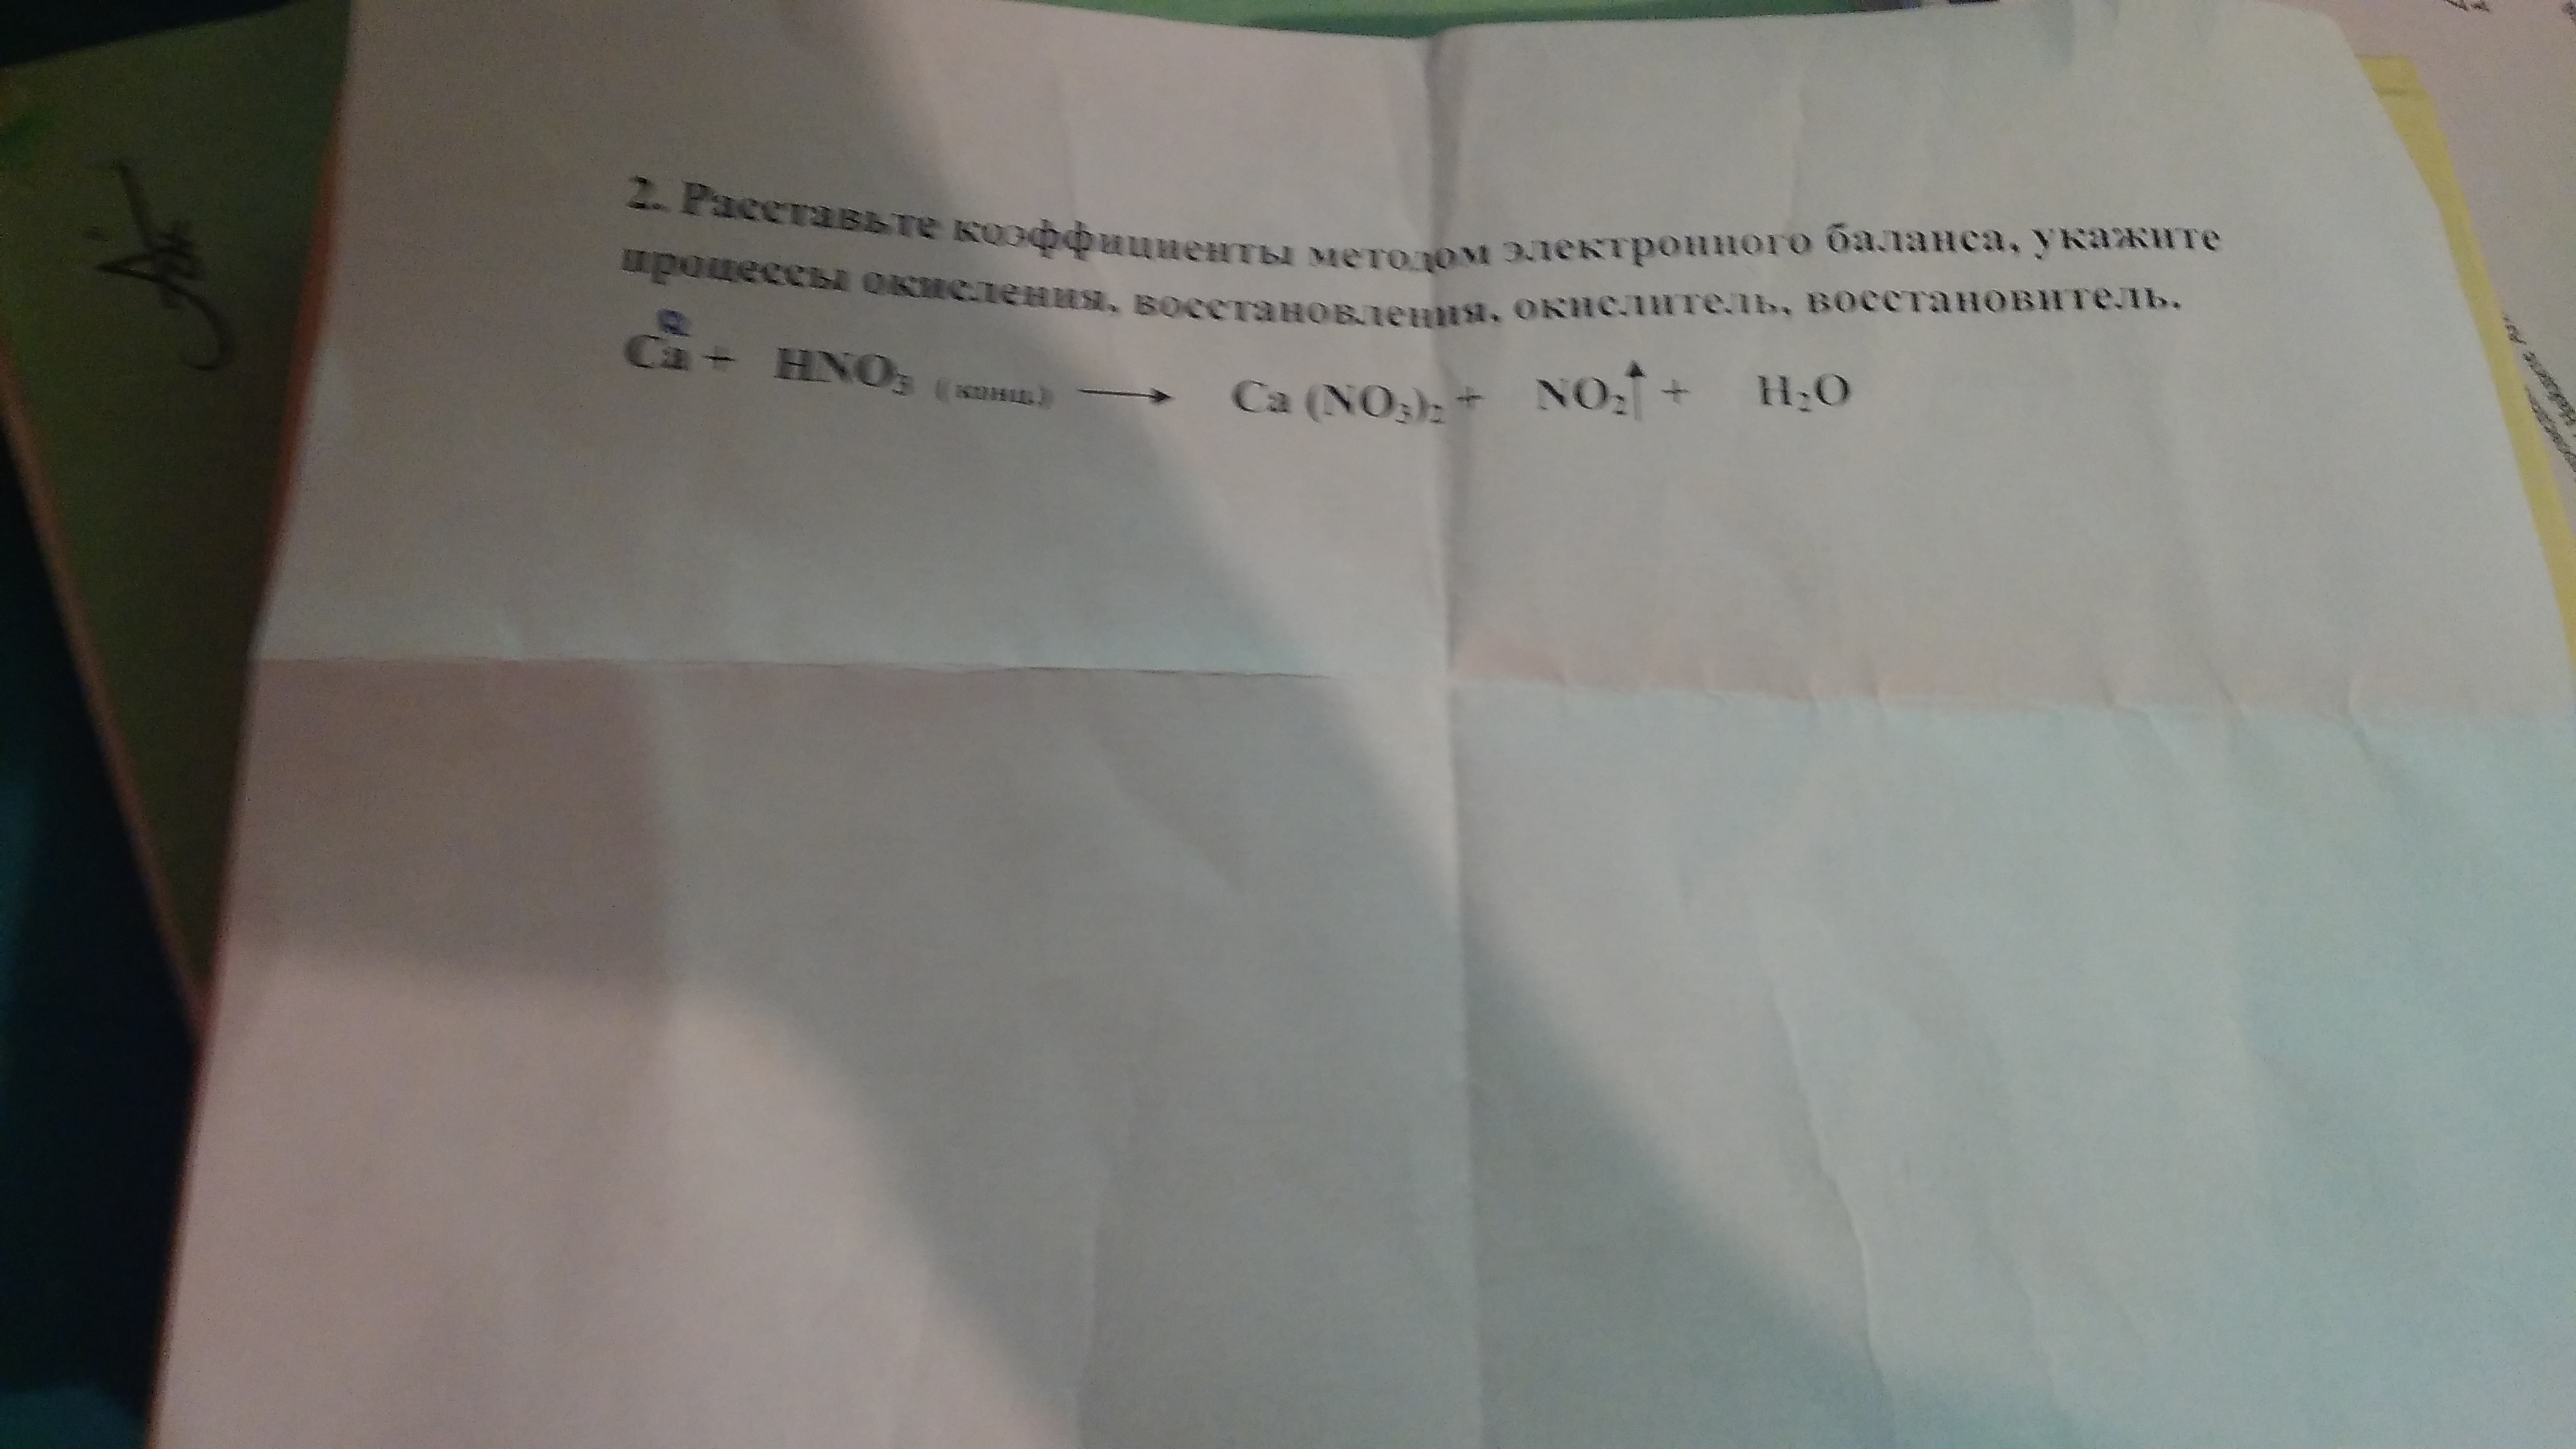 2. Расставьте коэффициенты методом электронного баланса, укажите
процессы окисления, восстановления, окислитель, восстановитель.
Ca + HNO₃ (конц.) ⟶ Ca (NO₃)₂ + NO₂↑ + H₂O